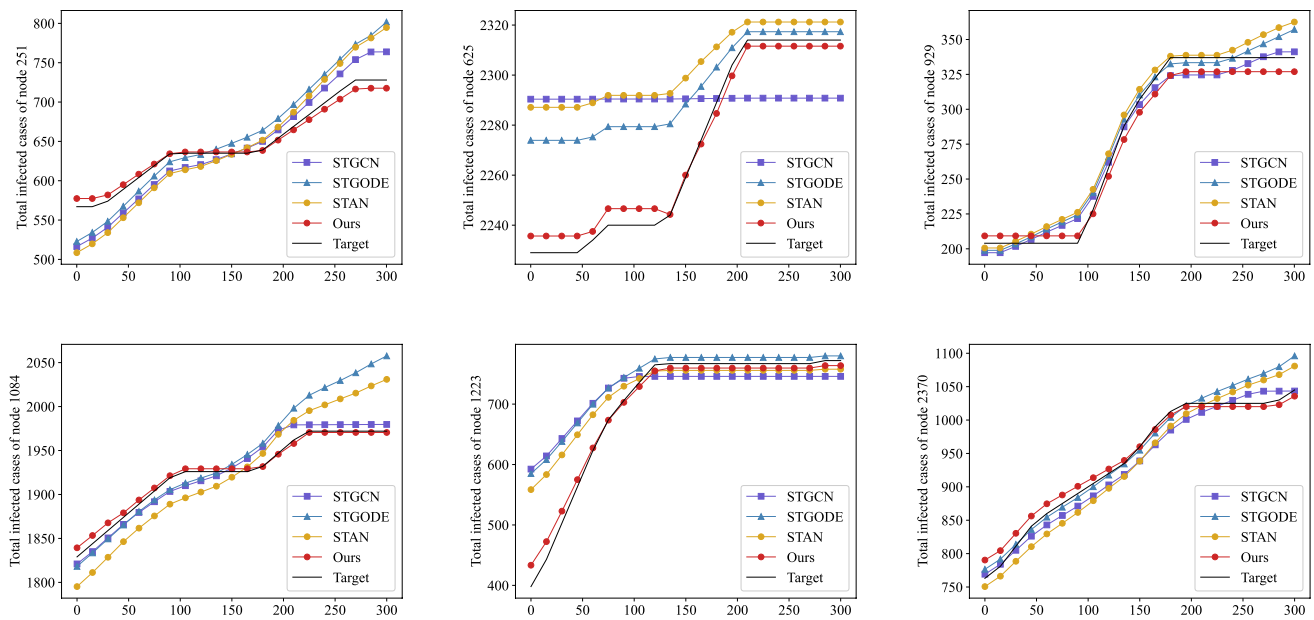 Total infected cases of node 251
800
750
700
650
600
550
500
0 50 100 150 200 250 300
STGCN
STGODE
STAN
Ours
Target
Total infected cases of node 625
2320
2300
2280
2260
2240
0 50 100 150 200 250 300
STGCN
STGODE
STAN
Ours
Target
Total infected cases of node 929
350
325
300
275
250
225
200
0 50 100 150 200 250 300
STGCN
STGODE
STAN
Ours
Target
Total infected cases of node 1084
2050
2000
1950
1900
1850
1800
0 50 100 150 200 250 300
STGCN
STGODE
STAN
Ours
Target
Total infected cases of node 1223
700
600
500
400
0 50 100 150 200 250 300
STGCN
STGODE
STAN
Ours
Target
Total infected cases of node 2370
1100
1050
1000
950
900
850
800
750
0 50 100 150 200 250 300
STGCN
STGODE
STAN
Ours
Target